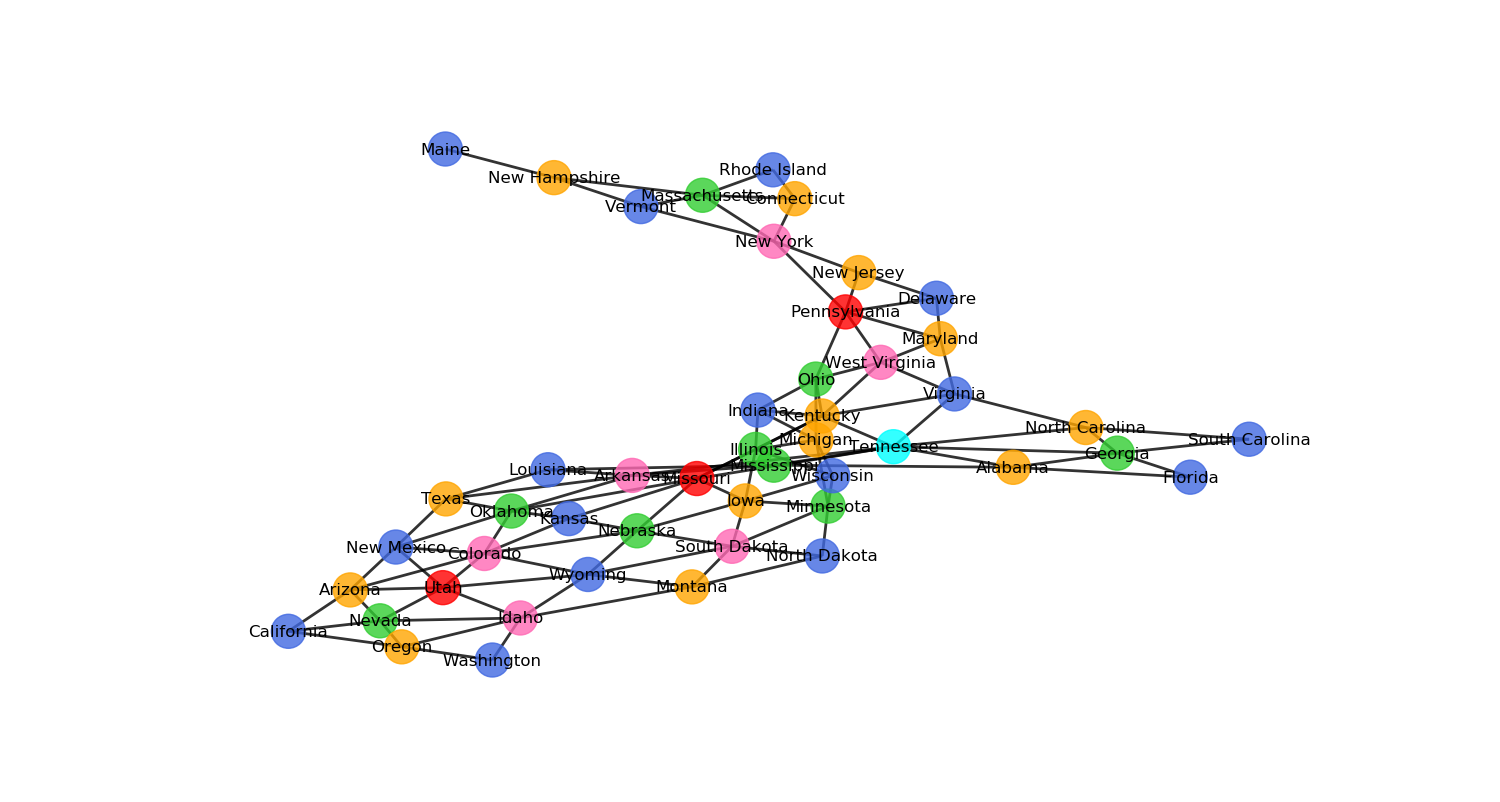 Maine
Rhode Island
New Hampshire
Massachusetts
Connecticut
Vermont
New York
New Jersey
Delaware
Pennsylvania
Maryland
West Virginia
Ohio
Virginia
Indiana
Kentucky
North Carolina
Michigan
South Carolina
Tennessee
Illinois
Georgia
Mississippi
Alabama
Louisiana
Arkansas
Missouri
Wisconsin
Florida
Texas
Iowa
Minnesota
Oklahoma
Kansas
Nebraska
New Mexico
South Dakota
Colorado
North Dakota
Wyoming
Montana
Utah
Arizona
Idaho
Nevada
California
Oregon
Washington